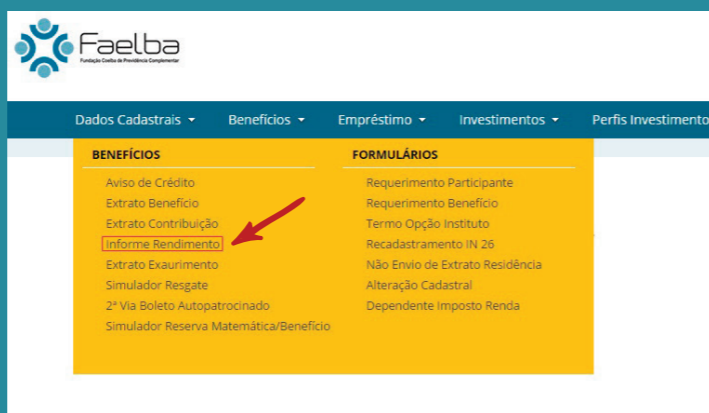 Faelba
Fundação Coelba de Previdência Complementar
Dados Cadastrais Benefícios Empréstimo Investimentos Perfis Investimento
BENEFÍCIOS
Aviso de Crédito
Extrato Benefício
Extrato Contribuição
Informe Rendimento
Extrato Exaurimento
Simulador Resgate
2ª Via Boleto Autopatrocinado
Simulador Reserva Matemática/Benefício
FORMULÁRIOS
Requerimento Participante
Requerimento Benefício
Termo Opção Instituto
Recadastramento IN 26
Não Envio de Extrato Residência
Alteração Cadastral
Dependente Imposto Renda